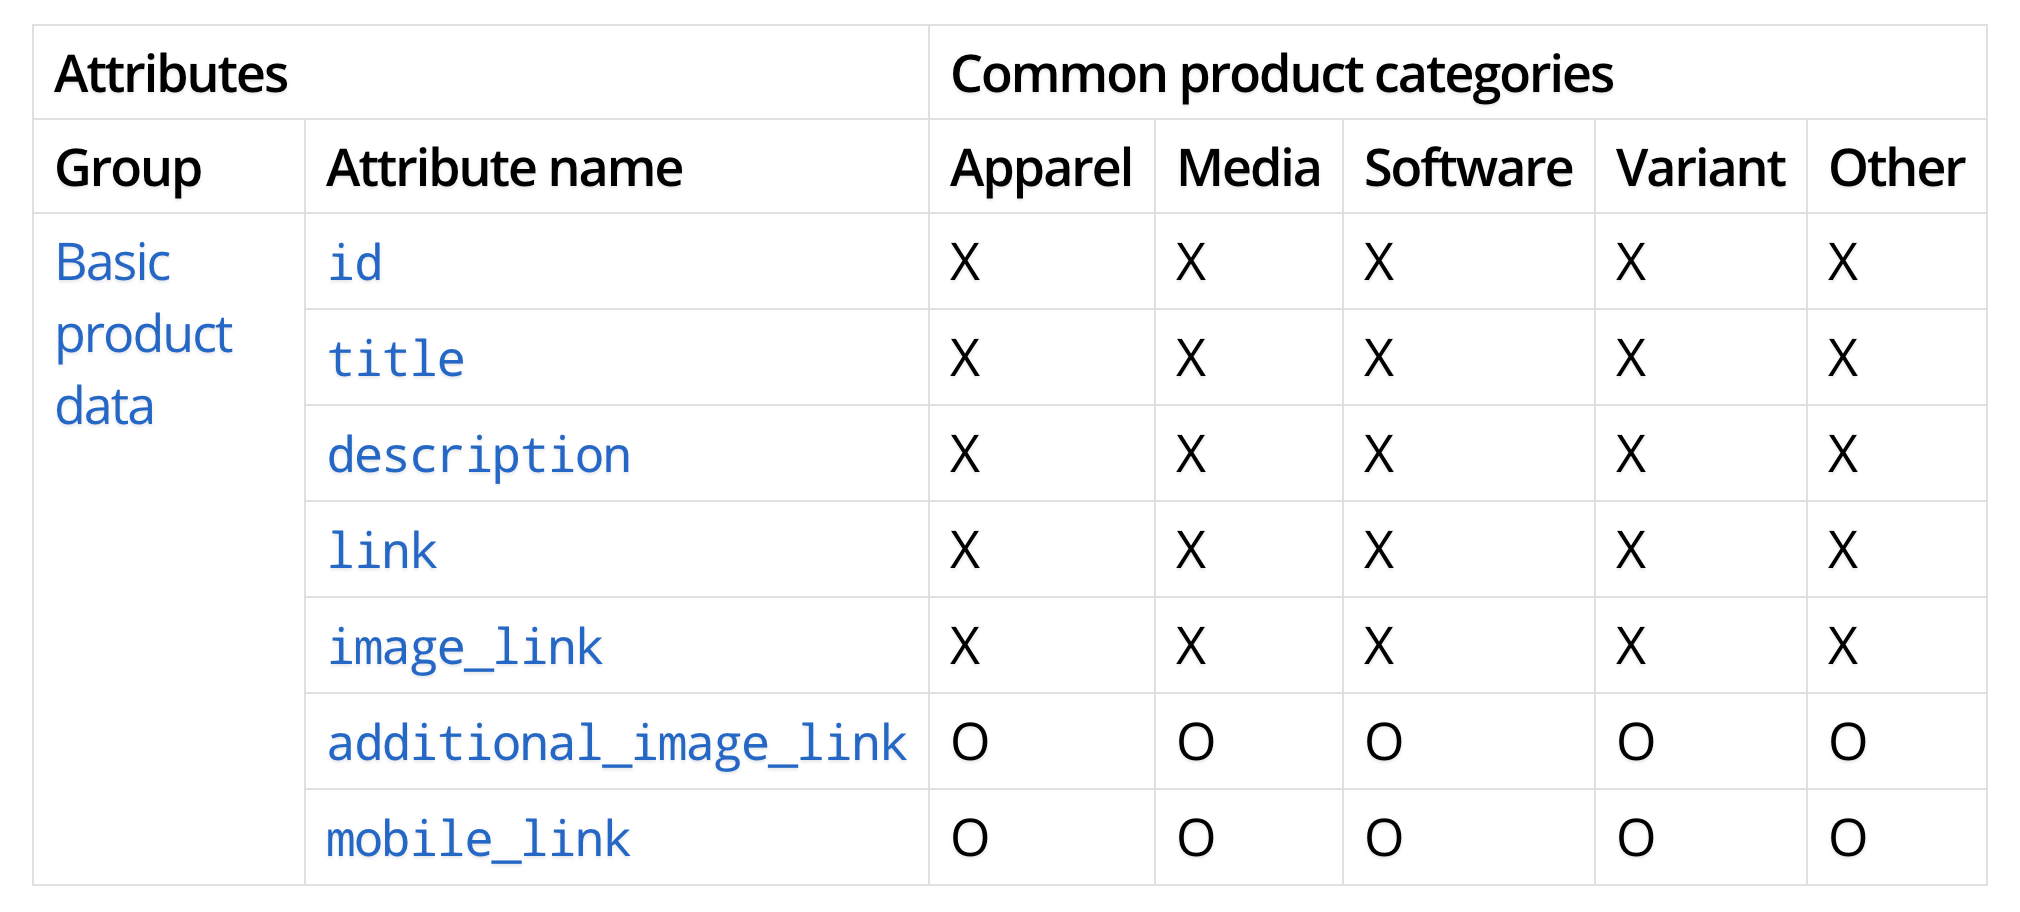 Attributes Common product categories
Group Attribute name Apparel Media Software Variant Other
Basic product data id X X X X X
title X X X X X
description X X X X X
link X X X X X
image_link X X X X X
additional_image_link O O O O O
mobile_link O O O O O